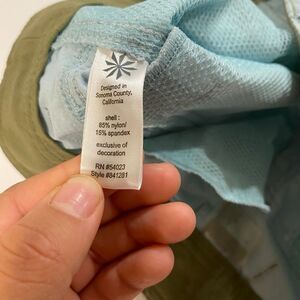 Designed in
Sonoma County,
California
shell :
85% nylon/
15% spandex
exclusive of
decoration
RN #54023
Style #841281